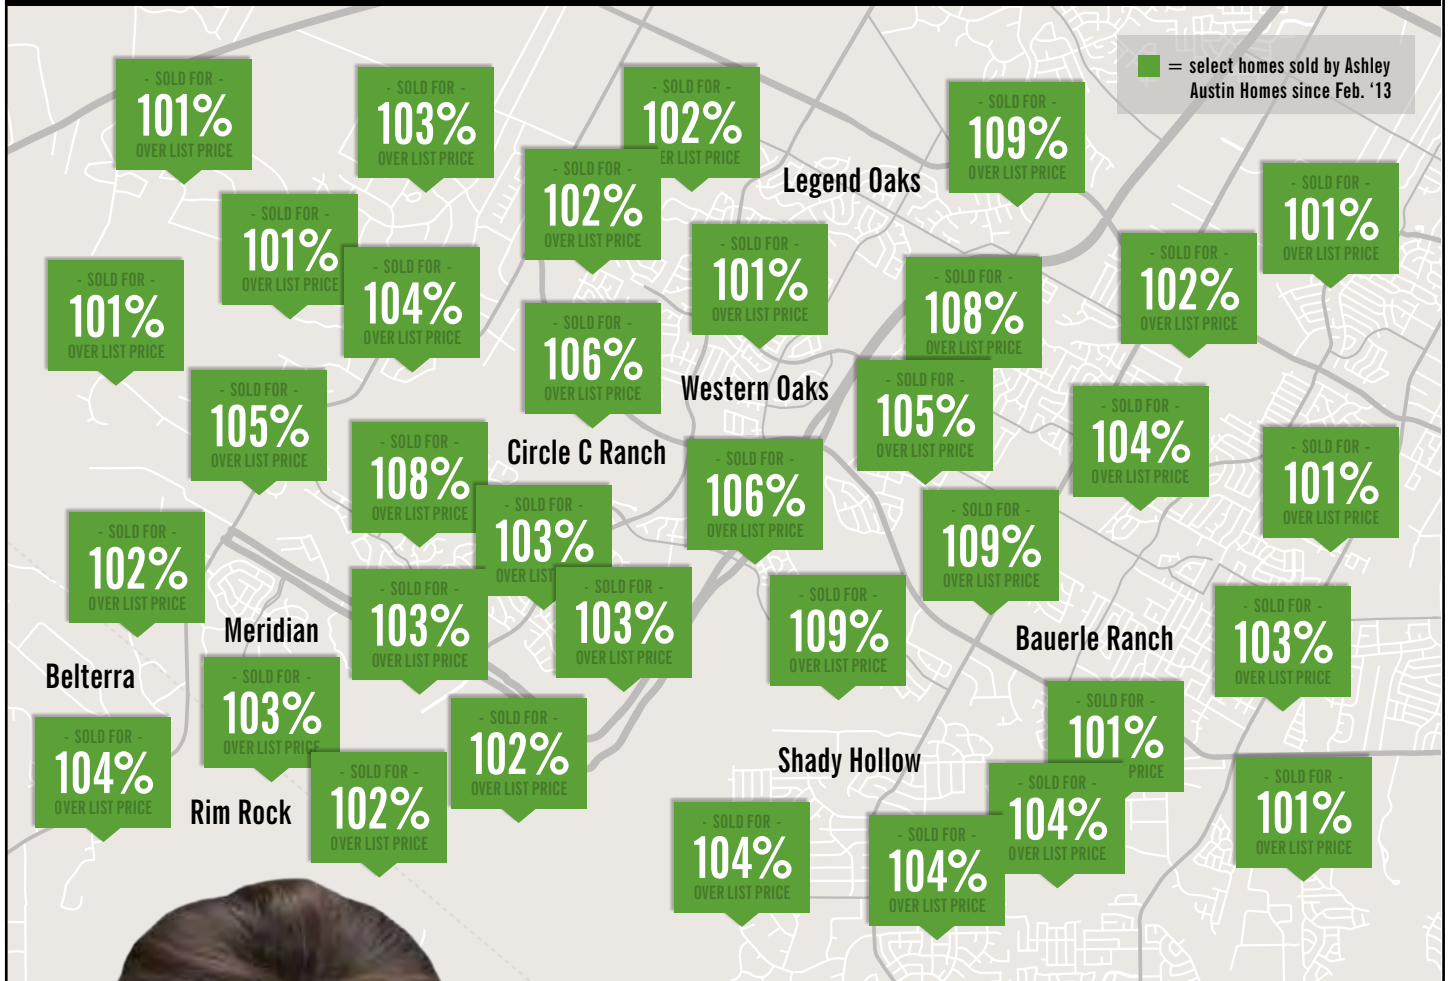 = select homes sold by Ashley
Austin Homes since Feb. ‘13
- SOLD FOR -
101%
OVER LIST PRICE
- SOLD FOR -
103%
OVER LIST PRICE
- SOLD FOR -
102%
ER LIST PRICE
- SOLD FOR -
109%
OVER LIST PRICE
- SOLD FOR -
102%
OVER LIST PRICE
Legend Oaks
- SOLD FOR -
101%
OVER LIST PRICE
- SOLD FOR -
101%
OVER LIST PRICE
- SOLD FOR -
101%
OVER LIST PRICE
- SOLD FOR -
102%
OVER LIST PRICE
- SOLD FOR -
104%
OVER LIST PRICE
- SOLD FOR -
108%
OVER LIST PRICE
- SOLD FOR -
101%
OVER LIST PRICE
- SOLD FOR -
106%
OVER LIST PRICE
Western Oaks
- SOLD FOR -
105%
OVER LIST PRICE
- SOLD FOR -
105%
OVER LIST PRICE
- SOLD FOR -
104%
OVER LIST PRICE
- SOLD FOR -
108%
OVER LIST PRICE
Circle C Ranch
- SOLD FOR -
106%
OVER LIST PRICE
- SOLD FOR -
101%
OVER LIST PRICE
- SOLD FOR -
103%
OVER LIST
- SOLD FOR -
109%
OVER LIST PRICE
- SOLD FOR -
102%
OVER LIST PRICE
- SOLD FOR -
103%
OVER LIST PRICE
- SOLD FOR -
103%
OVER LIST PRICE
- SOLD FOR -
109%
OVER LIST PRICE
- SOLD FOR -
103%
OVER LIST PRICE
Meridian
Bauerle Ranch
Belterra
- SOLD FOR -
103%
OVER LIST PRICE
- SOLD FOR -
101%
PRICE
- SOLD FOR -
102%
OVER LIST PRICE
- SOLD FOR -
104%
OVER LIST PRICE
Shady Hollow
- SOLD FOR -
102%
OVER LIST PRICE
- SOLD FOR -
104%
OVER LIST PRICE
- SOLD FOR -
101%
OVER LIST PRICE
Rim Rock
- SOLD FOR -
104%
OVER LIST PRICE
- SOLD FOR -
104%
OVER LIST PRICE